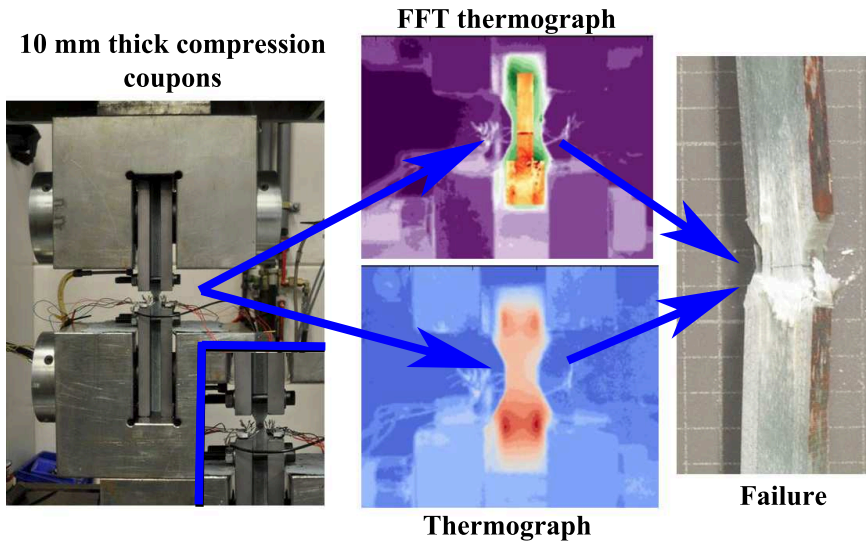 10 mm thick compression
coupons
FFT thermograph
Thermograph
Failure